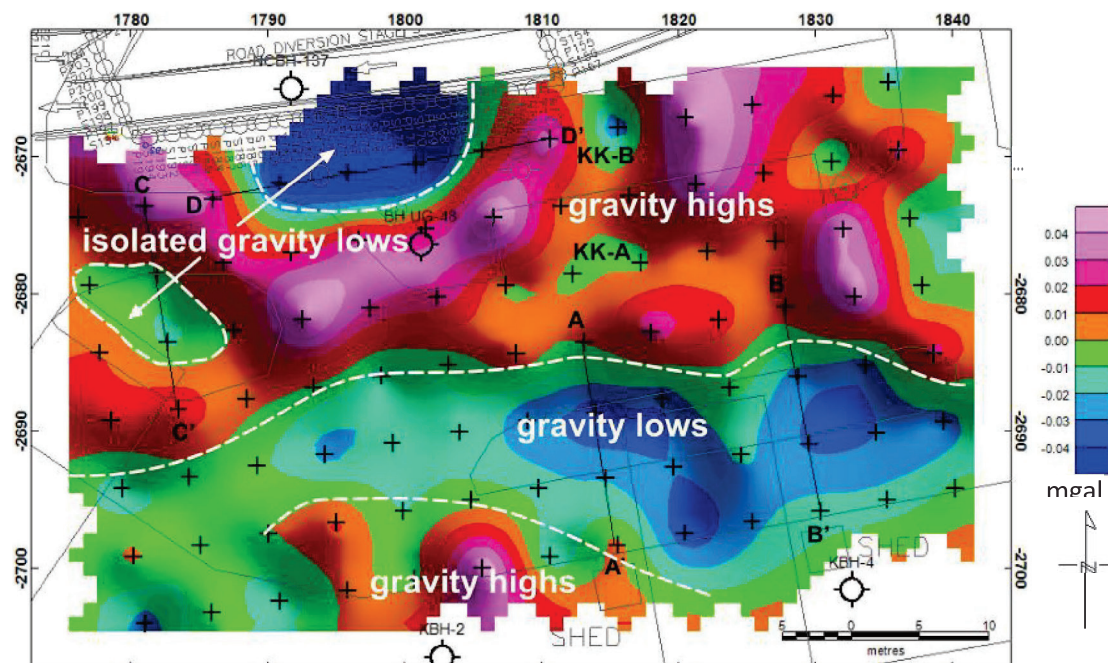 1780 1790 1800 1810 1820 1830 1840
ROAD DIVERSION STAGE
NCBH-137
-2670
-2680
-2690
-2700
-2680
-2690
-2700
C
D
D'
KK-B
BH UG-48
gravity highs
isolated gravity lows
KK-A
B
A
C'
gravity lows
B'
A'
SHED
KBH-4
gravity highs
KBH-2
SHED
5 0 5 10
metres
0.04
0.03
0.02
0.01
0.00
-0.01
-0.02
-0.03
-0.04
mgal
N